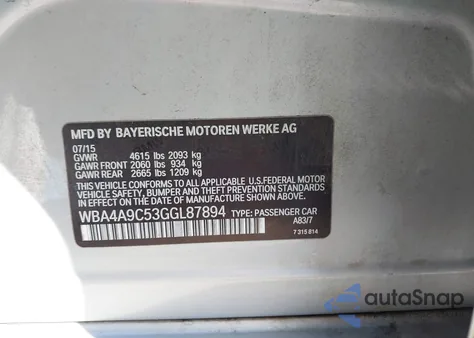 MFD BY BAYERISCHE MOTOREN WERKE AG
07/15
GVWR 4615 lbs 2093 kg
GAWR FRONT 2060 lbs 934 kg
GAWR REAR 2665 lbs 1209 kg
THIS VEHICLE CONFORMS TO ALL APPLICABLE U.S. FEDERAL MOTOR
VEHICLE SAFETY, BUMPER AND THEFT PREVENTION STANDARDS
IN EFFECT ON THE DATE OF MANUFACTURE SHOWN ABOVE.
WBA4A9C53GGL87894 TYPE: PASSENGER CAR
A83/7
7 315 814
autoSnap